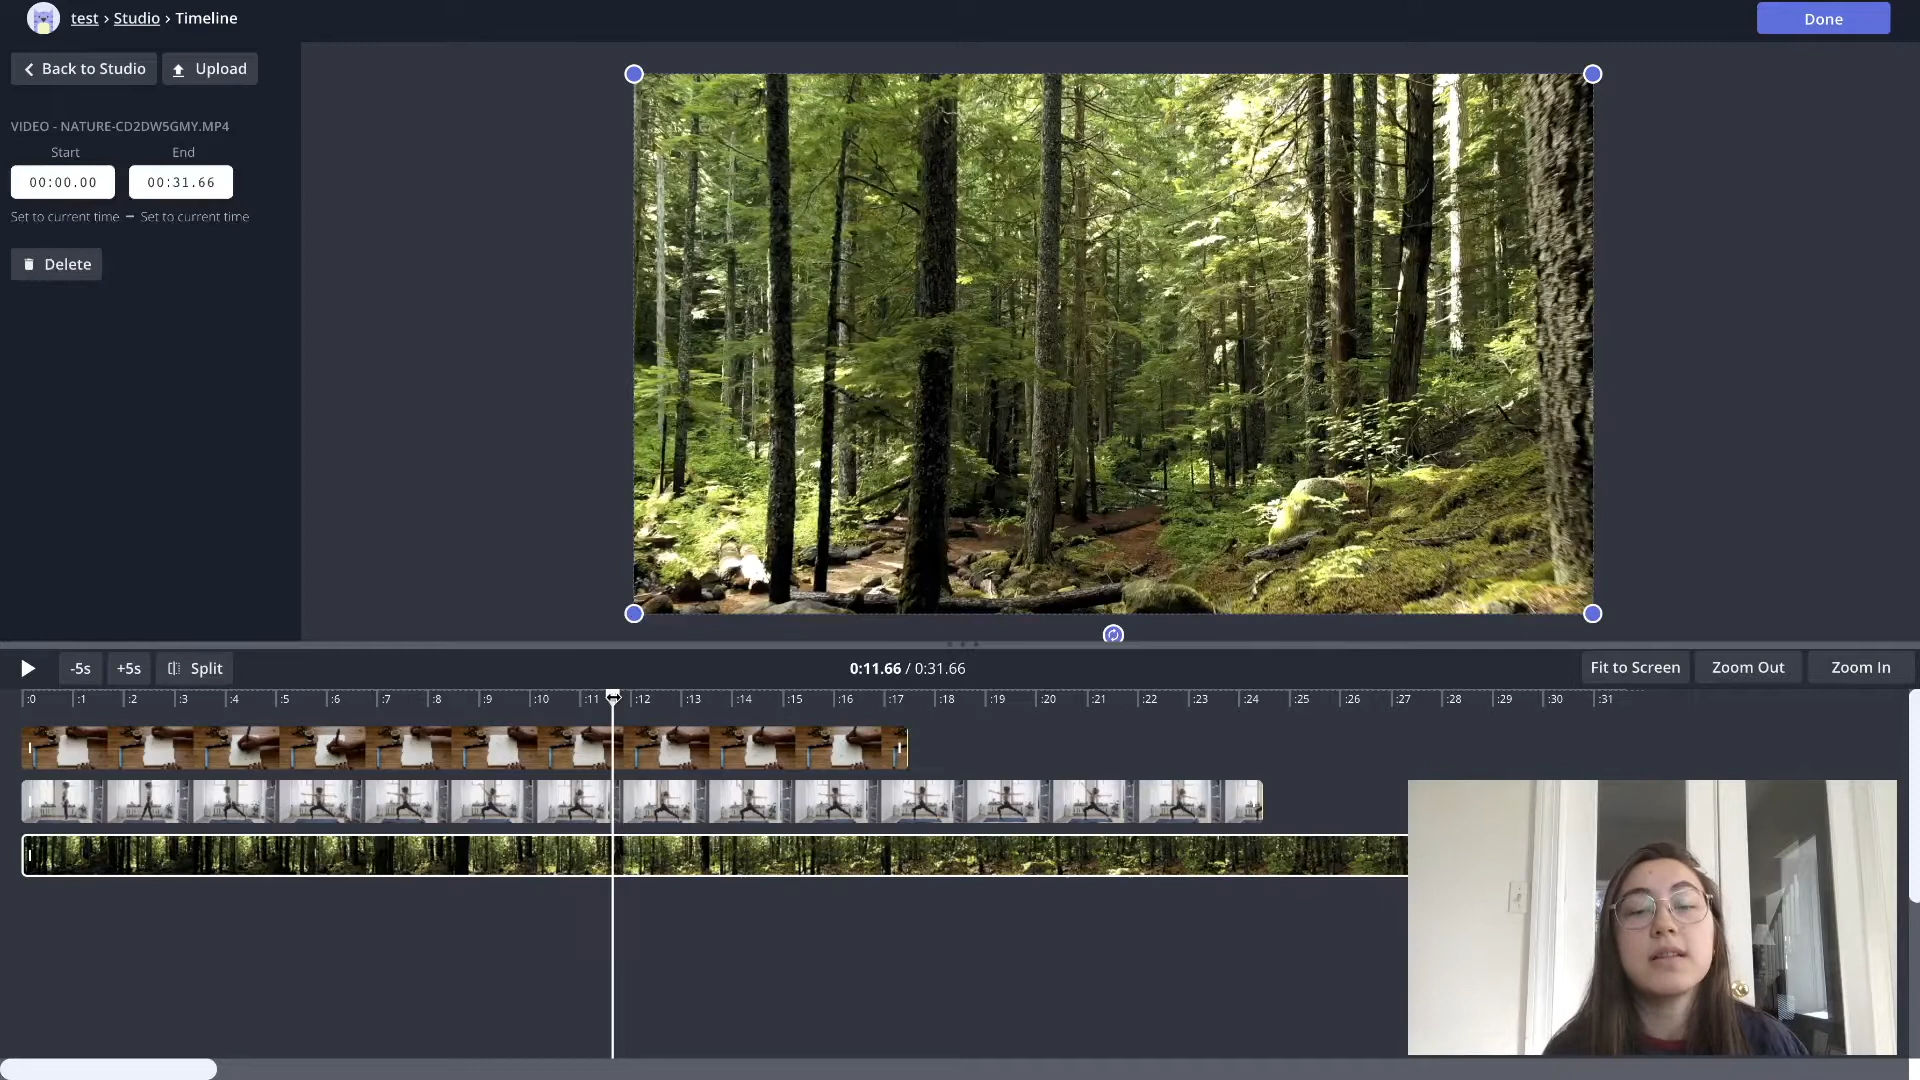 test › Studio › Timeline
Done
Back to Studio
Upload
VIDEO - NATURE-CD2DW5GMY.MP4
Start End
00:00.00 00:31.66
Set to current time – Set to current time
Delete
-5s +5s Split 0:11.66 / 0:31.66 Fit to Screen Zoom Out Zoom In
:0 :1 :2 :3 :4 :5 :6 :7 :8 :9 :10 :11 :12 :13 :14 :15 :16 :17 :18 :19 :20 :21 :22 :23 :24 :25 :26 :27 :28 :29 :30 :31